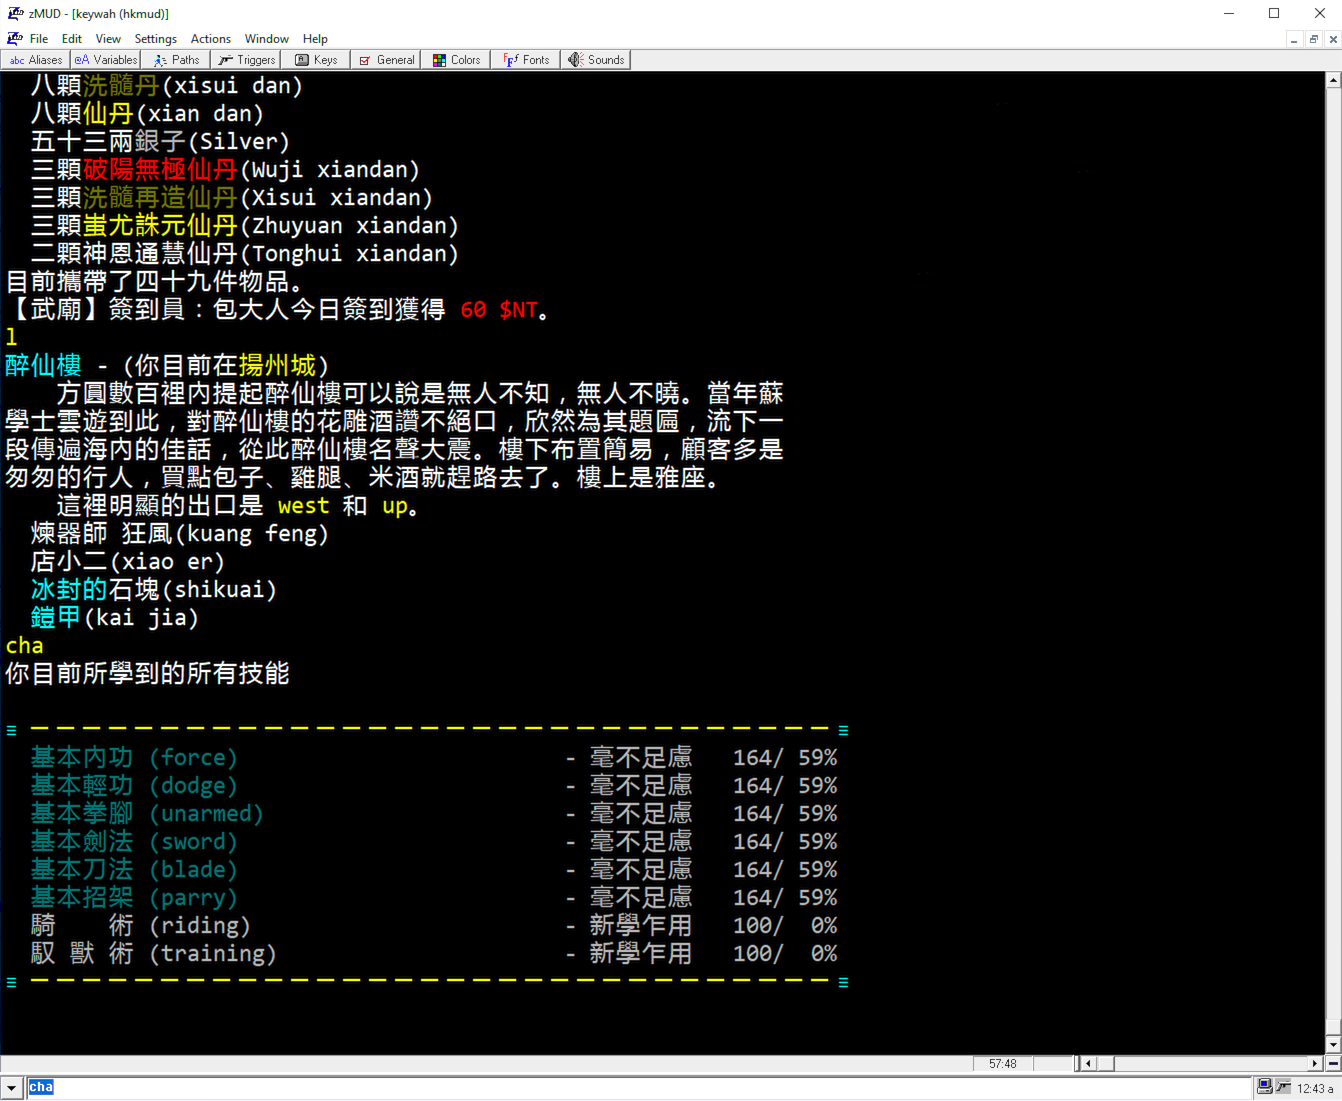 zMUD - [keywah (hkmud)]
File Edit View Settings Actions Window Help
abc Aliases @A Variables Paths Triggers Keys General Colors Fonts Sounds
八顆洗髓丹(xisui dan)
八顆仙丹(xian dan)
五十三兩銀子(Silver)
三顆破陽無極仙丹(Wuji xiandan)
三顆洗髓再造仙丹(Xisui xiandan)
三顆蚩尤誅元仙丹(Zhuyuan xiandan)
二顆神恩通慧仙丹(Tonghui xiandan)
目前攜帶了四十九件物品。
【武廟】簽到員：包大人今日簽到獲得 60 $NT。
l
醉仙樓 - (你目前在揚州城)
方圓數百裡內提起醉仙樓可以說是無人不知，無人不曉。當年蘇
學士雲遊到此，對醉仙樓的花雕酒讚不絕口，欣然為其題匾，流下一
段傳遍海內的佳話，從此醉仙樓名聲大震。樓下布置簡易，顧客多是
匆匆的行人，買點包子、雞腿、米酒就趕路去了。樓上是雅座。
這裡明顯的出口是 west 和 up。
煉器師 狂風(kuang feng)
店小二(xiao er)
冰封的石塊(shikuai)
鎧甲(kai jia)
cha
你目前所學到的所有技能
≡ －－－－－－－－－－－－－－－－－－－－－－－－－－－－－－－ ≡
基本內功 (force) - 毫不足慮 164/ 59%
基本輕功 (dodge) - 毫不足慮 164/ 59%
基本拳腳 (unarmed) - 毫不足慮 164/ 59%
基本劍法 (sword) - 毫不足慮 164/ 59%
基本刀法 (blade) - 毫不足慮 164/ 59%
基本招架 (parry) - 毫不足慮 164/ 59%
騎　　術 (riding) - 新學乍用 100/ 0%
馭 獸 術 (training) - 新學乍用 100/ 0%
≡ －－－－－－－－－－－－－－－－－－－－－－－－－－－－－－－ ≡
57:48
cha
12:43 a